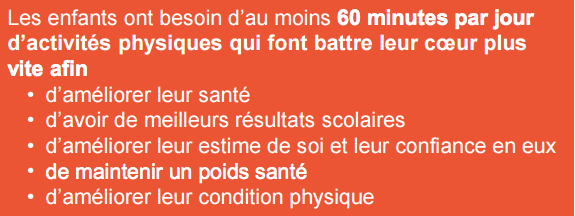 Les enfants ont besoin d’au moins 60 minutes par jour
d’activités physiques qui font battre leur cœur plus
vite afin
• d’améliorer leur santé
• d’avoir de meilleurs résultats scolaires
• d’améliorer leur estime de soi et leur confiance en eux
• de maintenir un poids santé
• d’améliorer leur condition physique